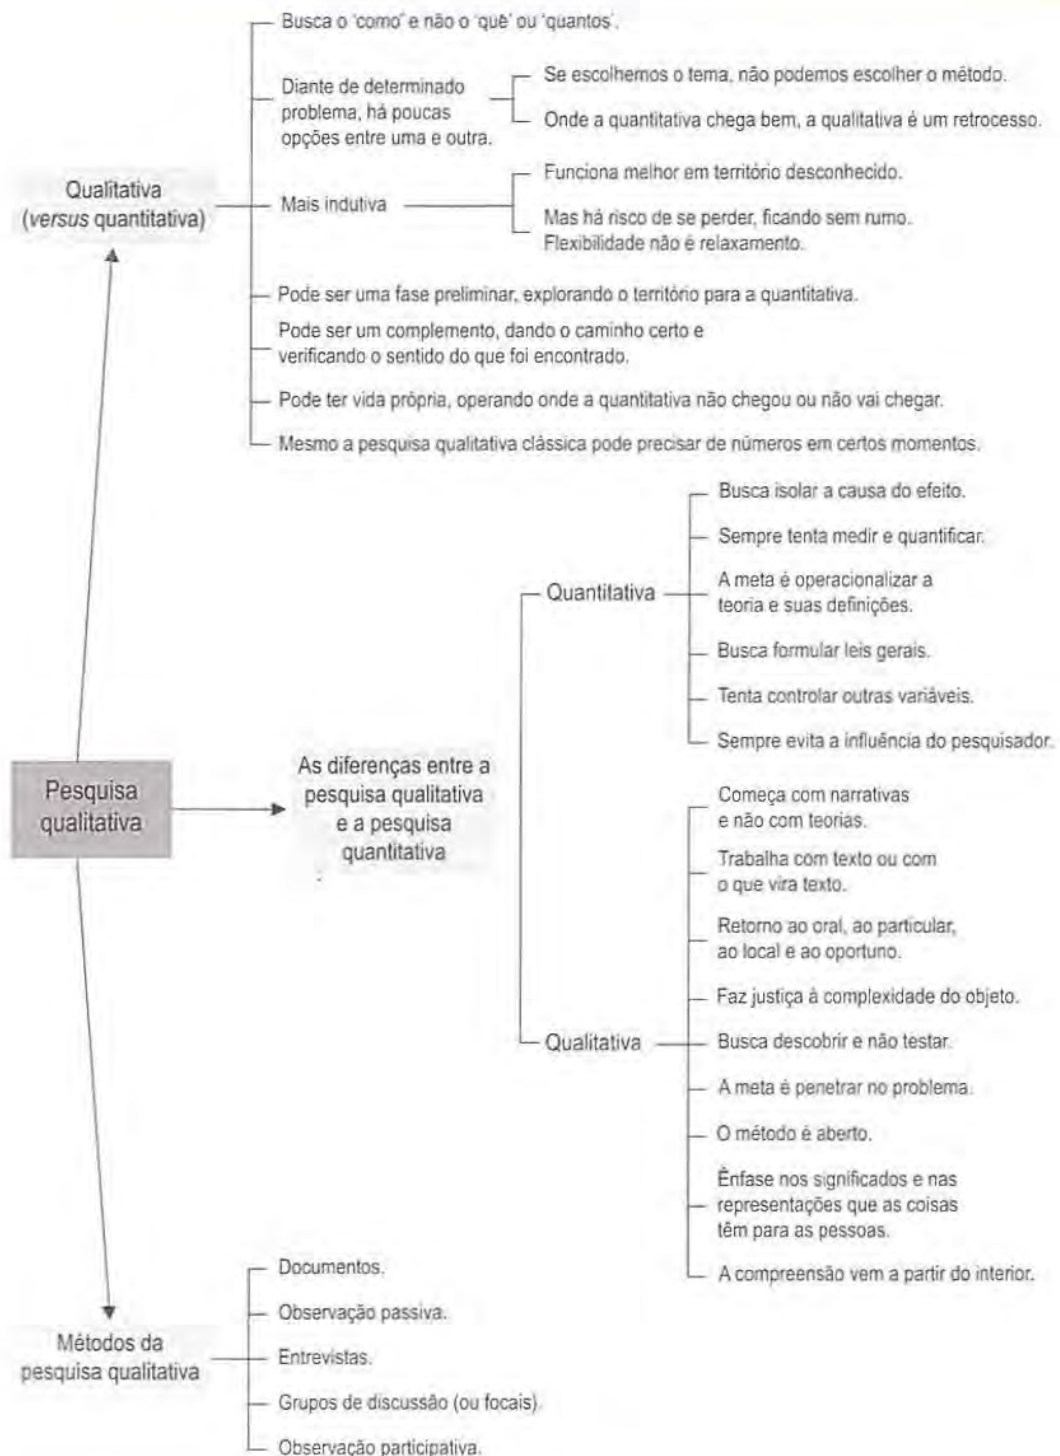 Busca o 'como' e não o 'quê' ou 'quantos'.
Diante de determinado
problema, há poucas
opções entre uma e outra.
Se escolhemos o tema, não podemos escolher o método.
Onde a quantitativa chega bem, a qualitativa é um retrocesso.
Qualitativa
(versus quantitativa)
Mais indutiva
Funciona melhor em território desconhecido.
Mas há risco de se perder, ficando sem rumo.
Flexibilidade não é relaxamento.
Pode ser uma fase preliminar, explorando o território para a quantitativa.
Pode ser um complemento, dando o caminho certo e
verificando o sentido do que foi encontrado.
Pode ter vida própria, operando onde a quantitativa não chegou ou não vai chegar.
Mesmo a pesquisa qualitativa clássica pode precisar de números em certos momentos.
Pesquisa
qualitativa
As diferenças entre a
pesquisa qualitativa
e a pesquisa
quantitativa
Quantitativa
Busca isolar a causa do efeito.
Sempre tenta medir e quantificar.
A meta é operacionalizar a
teoria e suas definições.
Busca formular leis gerais.
Tenta controlar outras variáveis.
Sempre evita a influência do pesquisador.
Qualitativa
Começa com narrativas
e não com teorias.
Trabalha com texto ou com
o que vira texto.
Retorno ao oral, ao particular,
ao local e ao oportuno.
Faz justiça à complexidade do objeto.
Busca descobrir e não testar.
A meta é penetrar no problema.
O método é aberto.
Ênfase nos significados e nas
representações que as coisas
têm para as pessoas.
A compreensão vem a partir do interior.
Métodos da
pesquisa qualitativa
Documentos.
Observação passiva.
Entrevistas.
Grupos de discussão (ou focais).
Observação participativa.